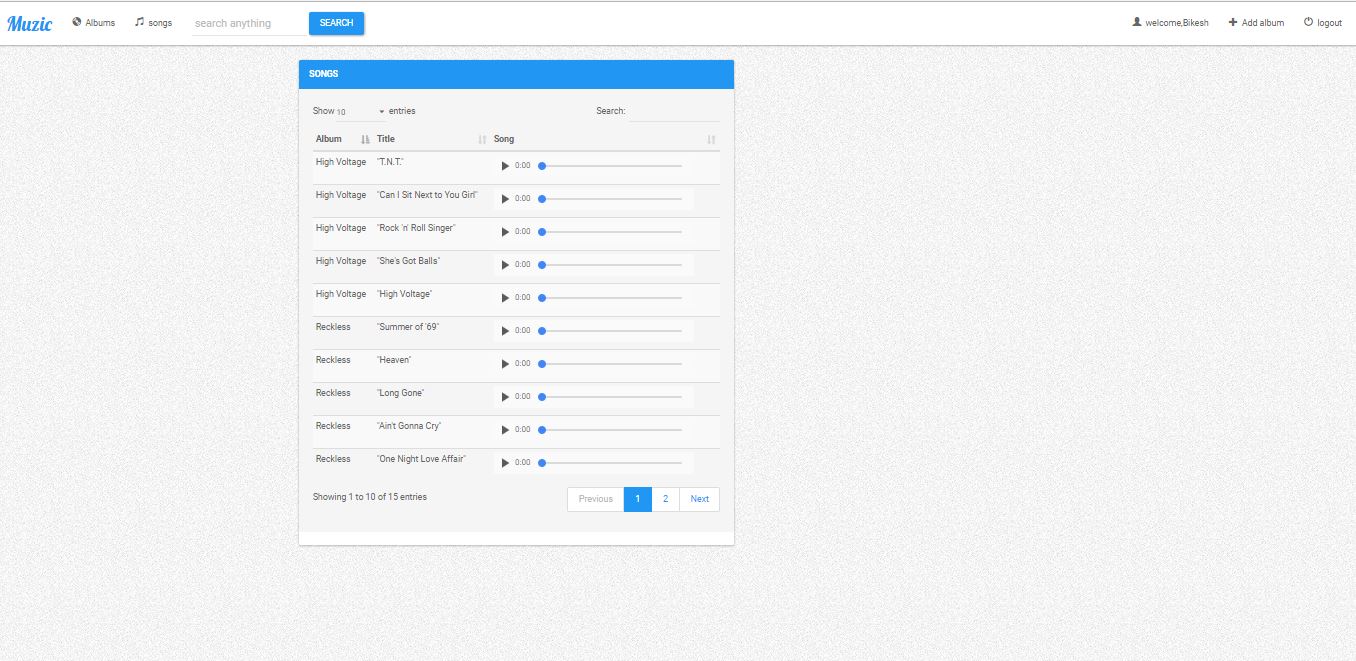 Muzic Albums songs search anything SEARCH welcome,Bikesh Add album logout
SONGS
Show 10 entries Search:
Album Title Song
High Voltage "T.N.T." 0:00
High Voltage "Can I Sit Next to You Girl" 0:00
High Voltage "Rock 'n' Roll Singer" 0:00
High Voltage "She's Got Balls" 0:00
High Voltage "High Voltage" 0:00
Reckless "Summer of '69" 0:00
Reckless "Heaven" 0:00
Reckless "Long Gone" 0:00
Reckless "Ain't Gonna Cry" 0:00
Reckless "One Night Love Affair" 0:00
Showing 1 to 10 of 15 entries Previous 1 2 Next